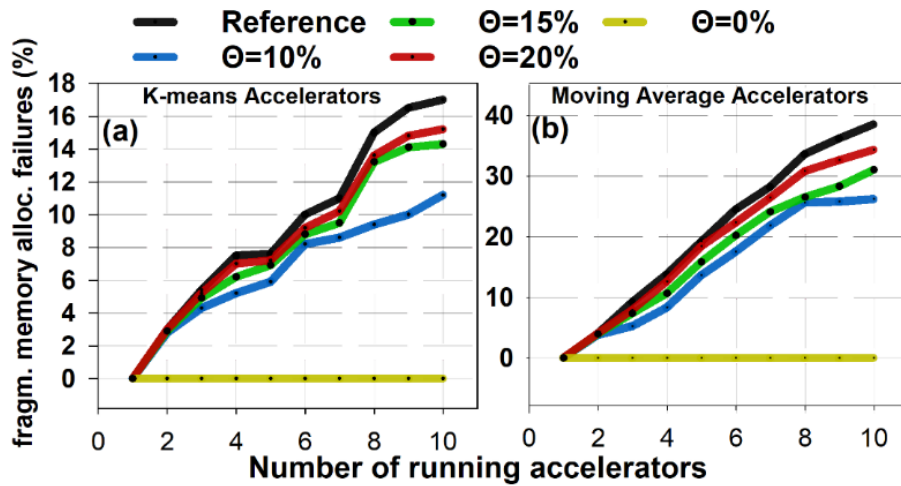 Reference Θ=15% Θ=0%
Θ=10% Θ=20%
fragm. memory alloc. failures (%)
K-means Accelerators
(a)
18
16
14
12
10
8
6
4
2
0
0 2 4 6 8 10
Moving Average Accelerators
(b)
40
30
20
10
0
0 2 4 6 8 10
Number of running accelerators